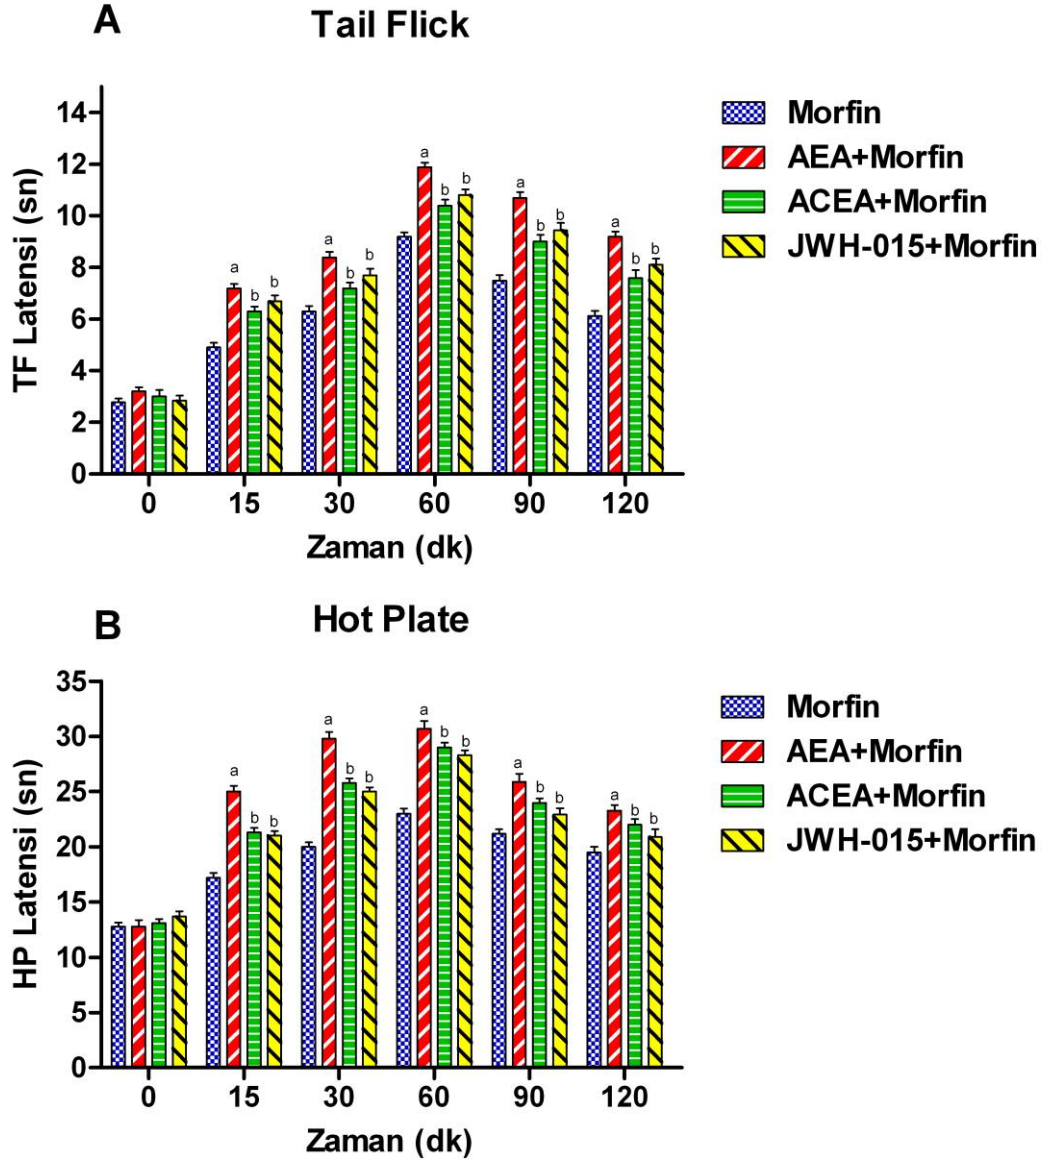 A
Tail Flick
TF Latensi (sn)
14
12
10
8
6
4
2
0
a
b
b
a
b
b
a
b
b
a
b
b
a
b
b
0 15 30 60 90 120
Zaman (dk)
Morfin
AEA+Morfin
ACEA+Morfin
JWH-015+Morfin
B
Hot Plate
HP Latensi (sn)
35
30
25
20
15
10
5
0
a
b
b
a
b
b
a
b
b
a
b
b
a
b
b
0 15 30 60 90 120
Zaman (dk)
Morfin
AEA+Morfin
ACEA+Morfin
JWH-015+Morfin